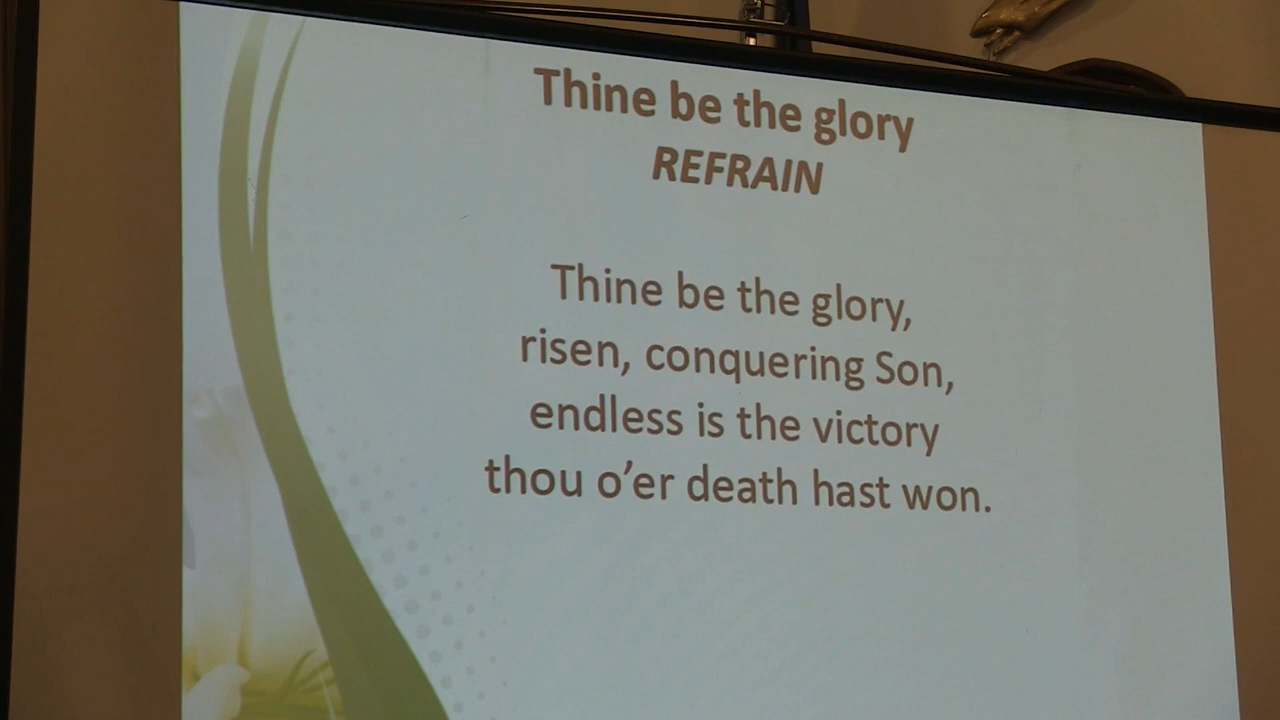 Thine be the glory
REFRAIN
Thine be the glory,
risen, conquering Son,
endless is the victory
thou o’er death hast won.